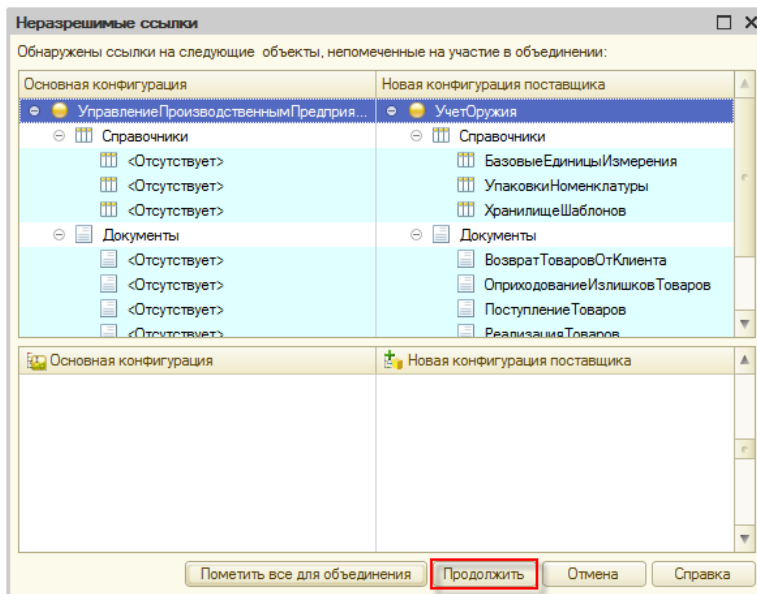 Неразрешимые ссылки
Обнаружены ссылки на следующие объекты, непомеченные на участие в объединении:
Основная конфигурация Новая конфигурация поставщика
УправлениеПроизводственнымПредприя... УчетОружия
Справочники Справочники
<Отсутствует> БазовыеЕдиницыИзмерения
<Отсутствует> УпаковкиНоменклатуры
<Отсутствует> ХранилищеШаблонов
Документы Документы
<Отсутствует> ВозвратТоваровОтКлиента
<Отсутствует> ОприходованиеИзлишковТоваров
<Отсутствует> ПоступлениеТоваров
<Отсутствует> РеализацияТоваров
Основная конфигурация Новая конфигурация поставщика
Пометить все для объединения Продолжить Отмена Справка